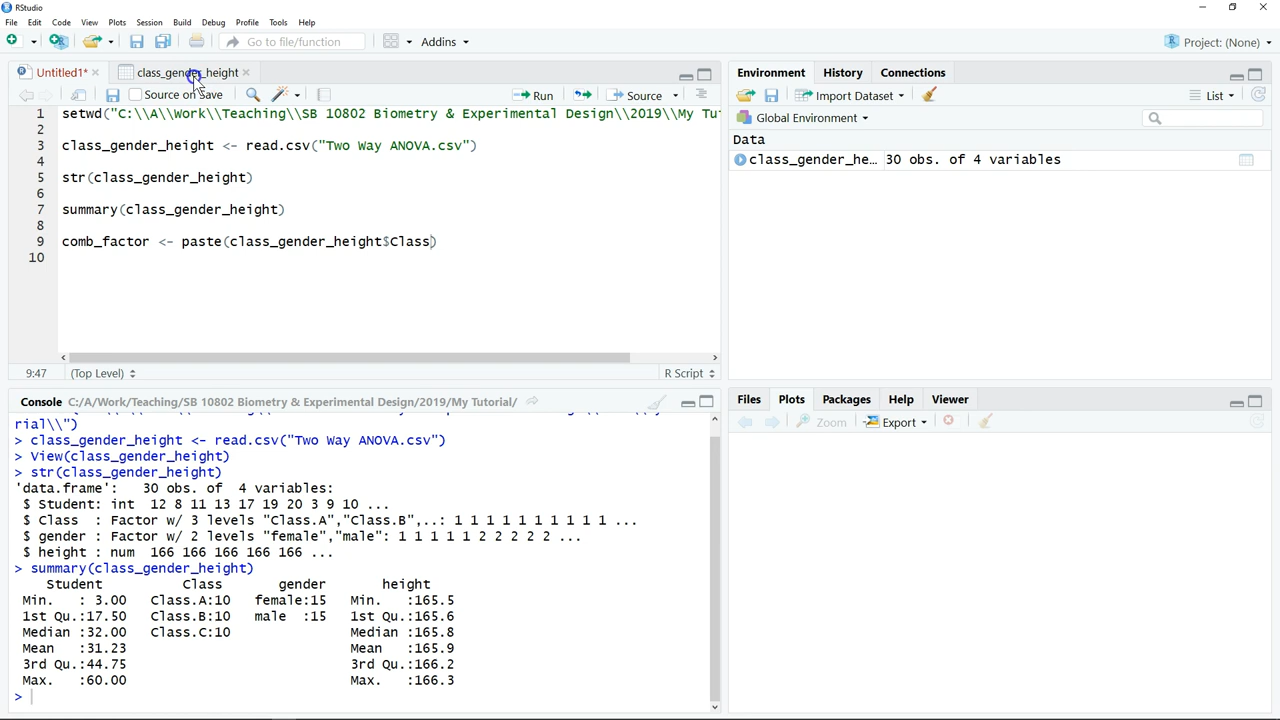 RStudio
File Edit Code View Plots Session Build Debug Profile Tools Help
Go to file/function Addins Project: (None)
Untitled1* class_gender_height
Source on Save Run Source
1 setwd("C:\\A\\Work\\Teaching\\SB 10802 Biometry & Experimental Design\\2019\\My Tu
2
3 class_gender_height <- read.csv("Two Way ANOVA.csv")
4
5 str(class_gender_height)
6
7 summary(class_gender_height)
8
9 comb_factor <- paste(class_gender_height$Class)
10
9:47 (Top Level) R Script
Console C:/A/Work/Teaching/SB 10802 Biometry & Experimental Design/2019/My Tutorial/
rial\\")
> class_gender_height <- read.csv("Two Way ANOVA.csv")
> View(class_gender_height)
> str(class_gender_height)
'data.frame': 30 obs. of 4 variables:
$ Student: int 12 8 11 13 17 19 20 3 9 10 ...
$ Class : Factor w/ 3 levels "Class.A","Class.B",..: 1 1 1 1 1 1 1 1 1 1 ...
$ gender : Factor w/ 2 levels "female","male": 1 1 1 1 1 2 2 2 2 2 ...
$ height : num 166 166 166 166 166 ...
> summary(class_gender_height)
Student Class gender height
Min. : 3.00 Class.A:10 female:15 Min. :165.5
1st Qu.:17.50 Class.B:10 male :15 1st Qu.:165.6
Median :32.00 Class.C:10 Median :165.8
Mean :31.23 Mean :165.9
3rd Qu.:44.75 3rd Qu.:166.2
Max. :60.00 Max. :166.3
>
Environment History Connections
Import Dataset List
Global Environment
Data
class_gender_he… 30 obs. of 4 variables
Files Plots Packages Help Viewer
Zoom Export